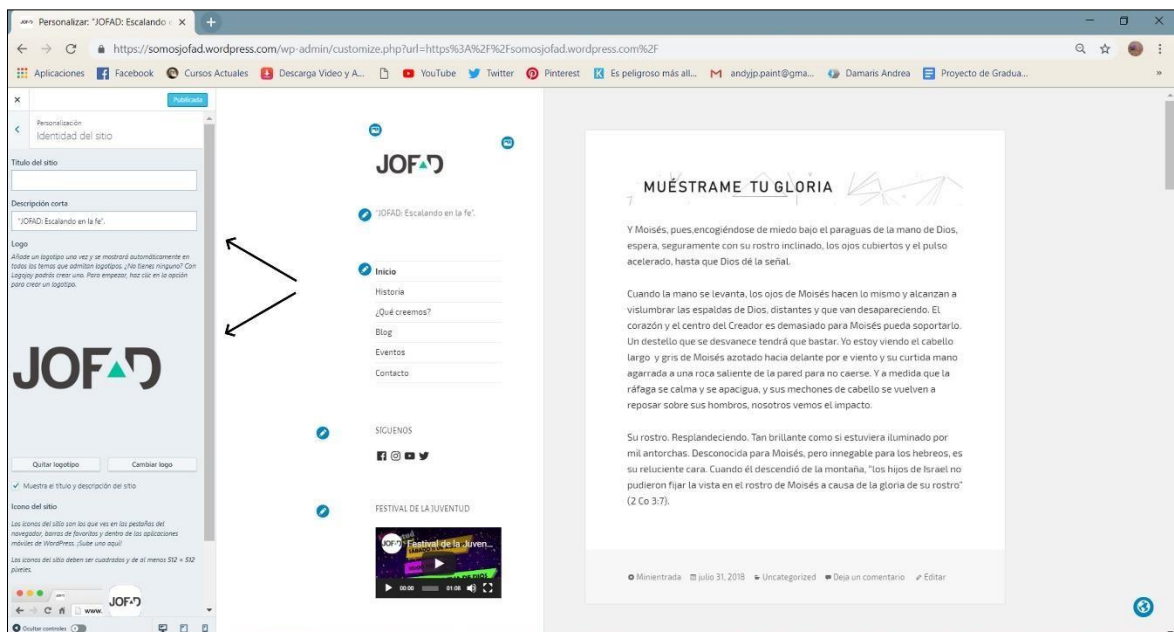 Personalizar: "JOFAD: Escalando e
https://somosjofad.wordpress.com/wp-admin/customize.php?url=https%3A%2F%2Fsomosjofad.wordpress.com%2F
Aplicaciones Facebook Cursos Actuales Descarga Video y A... YouTube Twitter Pinterest Es peligroso más all... andyjp.paint@gma... Damaris Andrea Proyecto de Gradua...
Publicada
Personalización
Identidad del sitio
Título del sitio
Descripción corta
"JOFAD: Escalando en la fe".
Logo
Añade un logotipo una vez y se mostrará automáticamente en
todos los temas que admitan logotipos. ¿No tienes ninguno? Con
Logojoy podrás crear uno. Para empezar, haz clic en la opción
para crear un logotipo.
JOFAD
Quitar logotipo Cambiar logo
Muestra el título y descripción del sitio
Icono del sitio
Los iconos del sitio son los que ves en las pestañas del
navegador, barras de favoritos y dentro de las aplicaciones
móviles de WordPress. ¡Sube uno aquí!
Los iconos del sitio deben ser cuadrados y de al menos 512 × 512
píxeles.
www.
JOFAD
Ocultar controles
JOFAD
"JOFAD: Escalando en la fe".
Inicio
Historia
¿Qué creemos?
Blog
Eventos
Contacto
SÍGUENOS
FESTIVAL DE LA JUVENTUD
Festival de la Juven...
00:00 01:08
MUÉSTRAME TU GLORIA
Y Moisés, pues,encogiéndose de miedo bajo el paraguas de la mano de Dios,
espera, seguramente con su rostro inclinado, los ojos cubiertos y el pulso
acelerado, hasta que Dios dé la señal.
Cuando la mano se levanta, los ojos de Moisés hacen lo mismo y alcanzan a
vislumbrar las espaldas de Dios, distantes y que van desapareciendo. El
corazón y el centro del Creador es demasiado para Moisés pueda soportarlo.
Un destello que se desvanece tendrá que bastar. Yo estoy viendo el cabello
largo y gris de Moisés azotado hacia delante por e viento y su curtida mano
agarrada a una roca saliente de la pared para no caerse. Y a medida que la
ráfaga se calma y se apacigua, y sus mechones de cabello se vuelven a
reposar sobre sus hombros, nosotros vemos el impacto.
Su rostro. Resplandeciendo. Tan brillante como si estuviera iluminado por
mil antorchas. Desconocida para Moisés, pero innegable para los hebreos, es
su reluciente cara. Cuando él descendió de la montaña, "los hijos de Israel no
pudieron fijar la vista en el rostro de Moisés a causa de la gloria de su rostro"
(2 Co 3:7).
Minientrada julio 31, 2018 Uncategorized Deja un comentario Editar